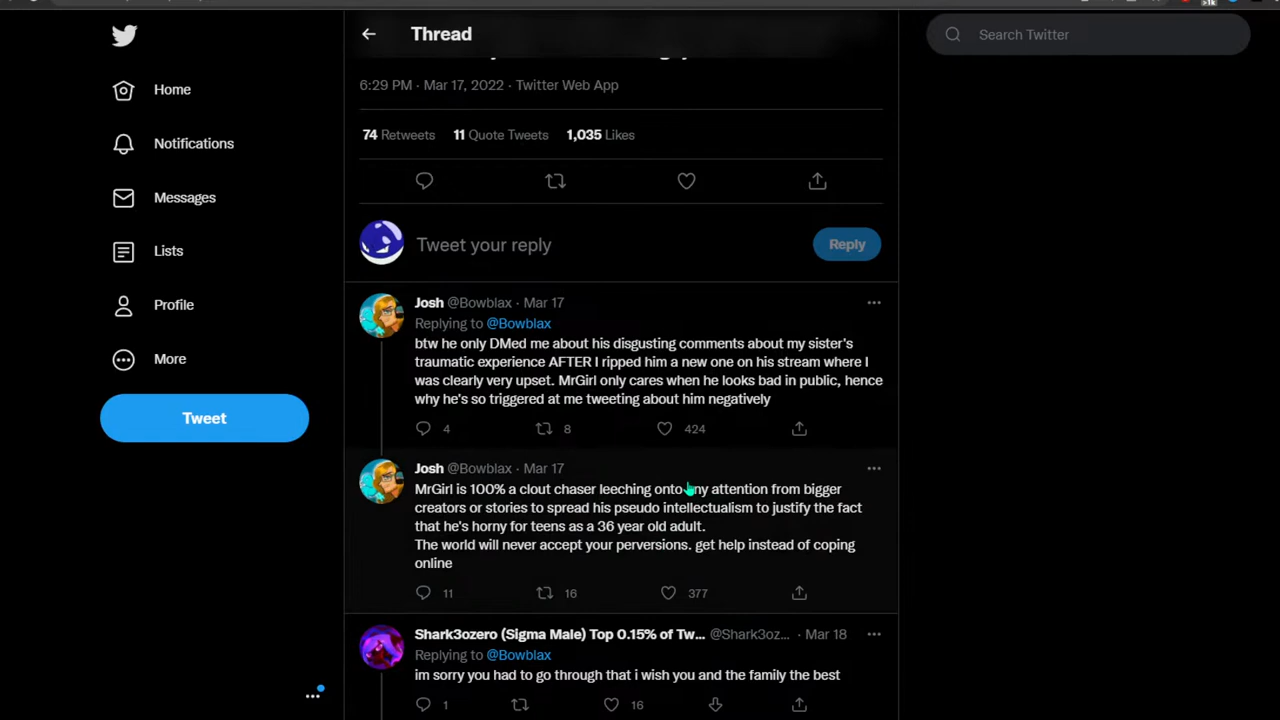 Thread
Search Twitter
Home
Notifications
Messages
Lists
Profile
More
Tweet
6:29 PM · Mar 17, 2022 · Twitter Web App
74 Retweets 11 Quote Tweets 1,035 Likes
Tweet your reply
Reply
Josh @Bowblax · Mar 17
Replying to @Bowblax
btw he only DMed me about his disgusting comments about my sister's
traumatic experience AFTER I ripped him a new one on his stream where I
was clearly very upset. MrGirl only cares when he looks bad in public, hence
why he's so triggered at me tweeting about him negatively
4 8 424
Josh @Bowblax · Mar 17
MrGirl is 100% a clout chaser leeching onto any attention from bigger
creators or stories to spread his pseudo intellectualism to justify the fact
that he's horny for teens as a 36 year old adult.
The world will never accept your perversions. get help instead of coping
online
11 16 377
Shark3ozero (Sigma Male) Top 0.15% of Tw... @Shark3oz... · Mar 18
Replying to @Bowblax
im sorry you had to go through that i wish you and the family the best
1 16